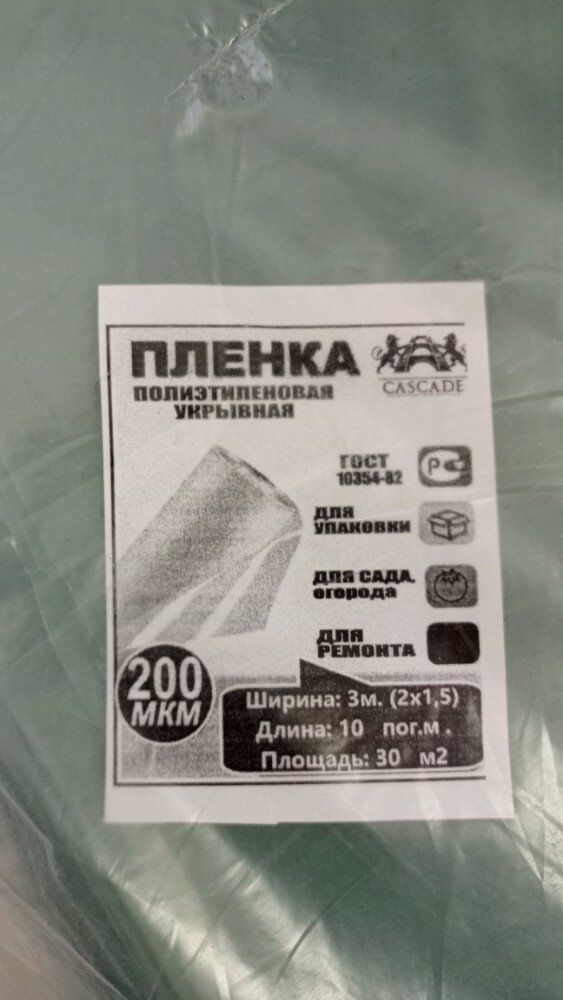 ПЛЕНКА
CASCADE
ПОЛИЭТИЛЕНОВАЯ
УКРЫВНАЯ
ГОСТ
10354-82
ДЛЯ
УПАКОВКИ
ДЛЯ САДА,
огорода
ДЛЯ
РЕМОНТА
200
МКМ
Ширина: 3м. (2х1,5)
Длина: 10 пог.м .
Площадь: 30 м2